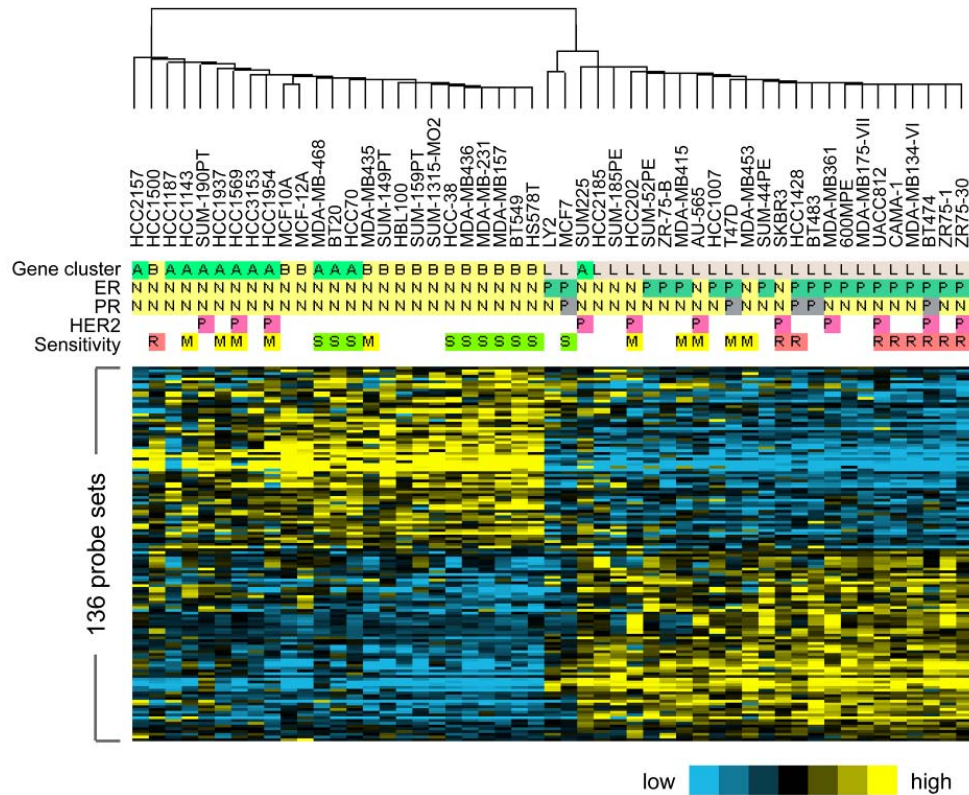 HCC2157
HCC1500
HCC1187
HCC1143
SUM-190PT
HCC1937
HCC1569
HCC3153
HCC1954
MCF10A
MCF-12A
MDA-MB-468
BT20
HCC70
MDA-MB435
SUM-149PT
HBL100
SUM-159PT
SUM-1315-MO2
HCC-38
MDA-MB436
MDA-MB-231
MDA-MB157
BT549
HS578T
LY2
MCF7
SUM225
HCC2185
SUM-185PE
HCC202
SUM-52PE
ZR-75-B
MDA-MB415
AU-565
HCC1007
T47D
MDA-MB453
SUM-44PE
SKBR3
HCC1428
BT483
MDA-MB361
600MPE
MDA-MB175-VII
UACC812
CAMA-1
MDA-MB134-VI
BT474
ZR75-1
ZR75-30
Gene cluster A B A A A A A A A B B A A A B B B B B B B B B B B L L A L L L L L L L L L L L L L L L L L L L L L L L
ER N N N N N N N N N N N N N N N N N N N N N N N N N P P N N N N P P P N P P N P N P P P P P P P P P P P
PR N N N N N N N N N N N N N N N N N N N N N N N N N N P N N N N N N N N N P N N N P P N N N N N N P N N
HER2 P P P P P P P P P P P
Sensitivity R M M M M S S S M S S S S S S S M M M M M R R R R R R R R
136 probe sets
low high